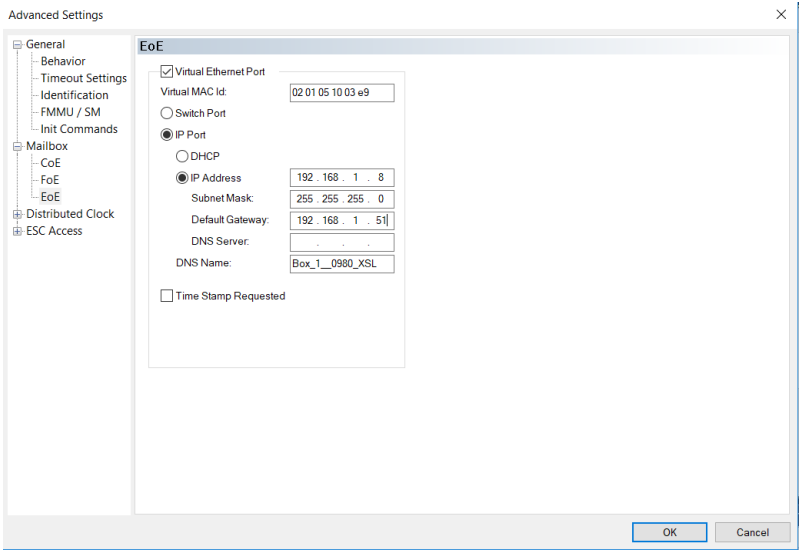 Advanced Settings
General
Behavior
Timeout Settings
Identification
FMMU / SM
Init Commands
Mailbox
CoE
FoE
EoE
Distributed Clock
ESC Access
EoE
Virtual Ethernet Port
Virtual MAC Id: 02 01 05 10 03 e9
Switch Port
IP Port
DHCP
IP Address 192 . 168 . 1 . 8
Subnet Mask: 255 . 255 . 255 . 0
Default Gateway: 192 . 168 . 1 . 51
DNS Server: . . .
DNS Name: Box_1__0980_XSL
Time Stamp Requested
OK Cancel